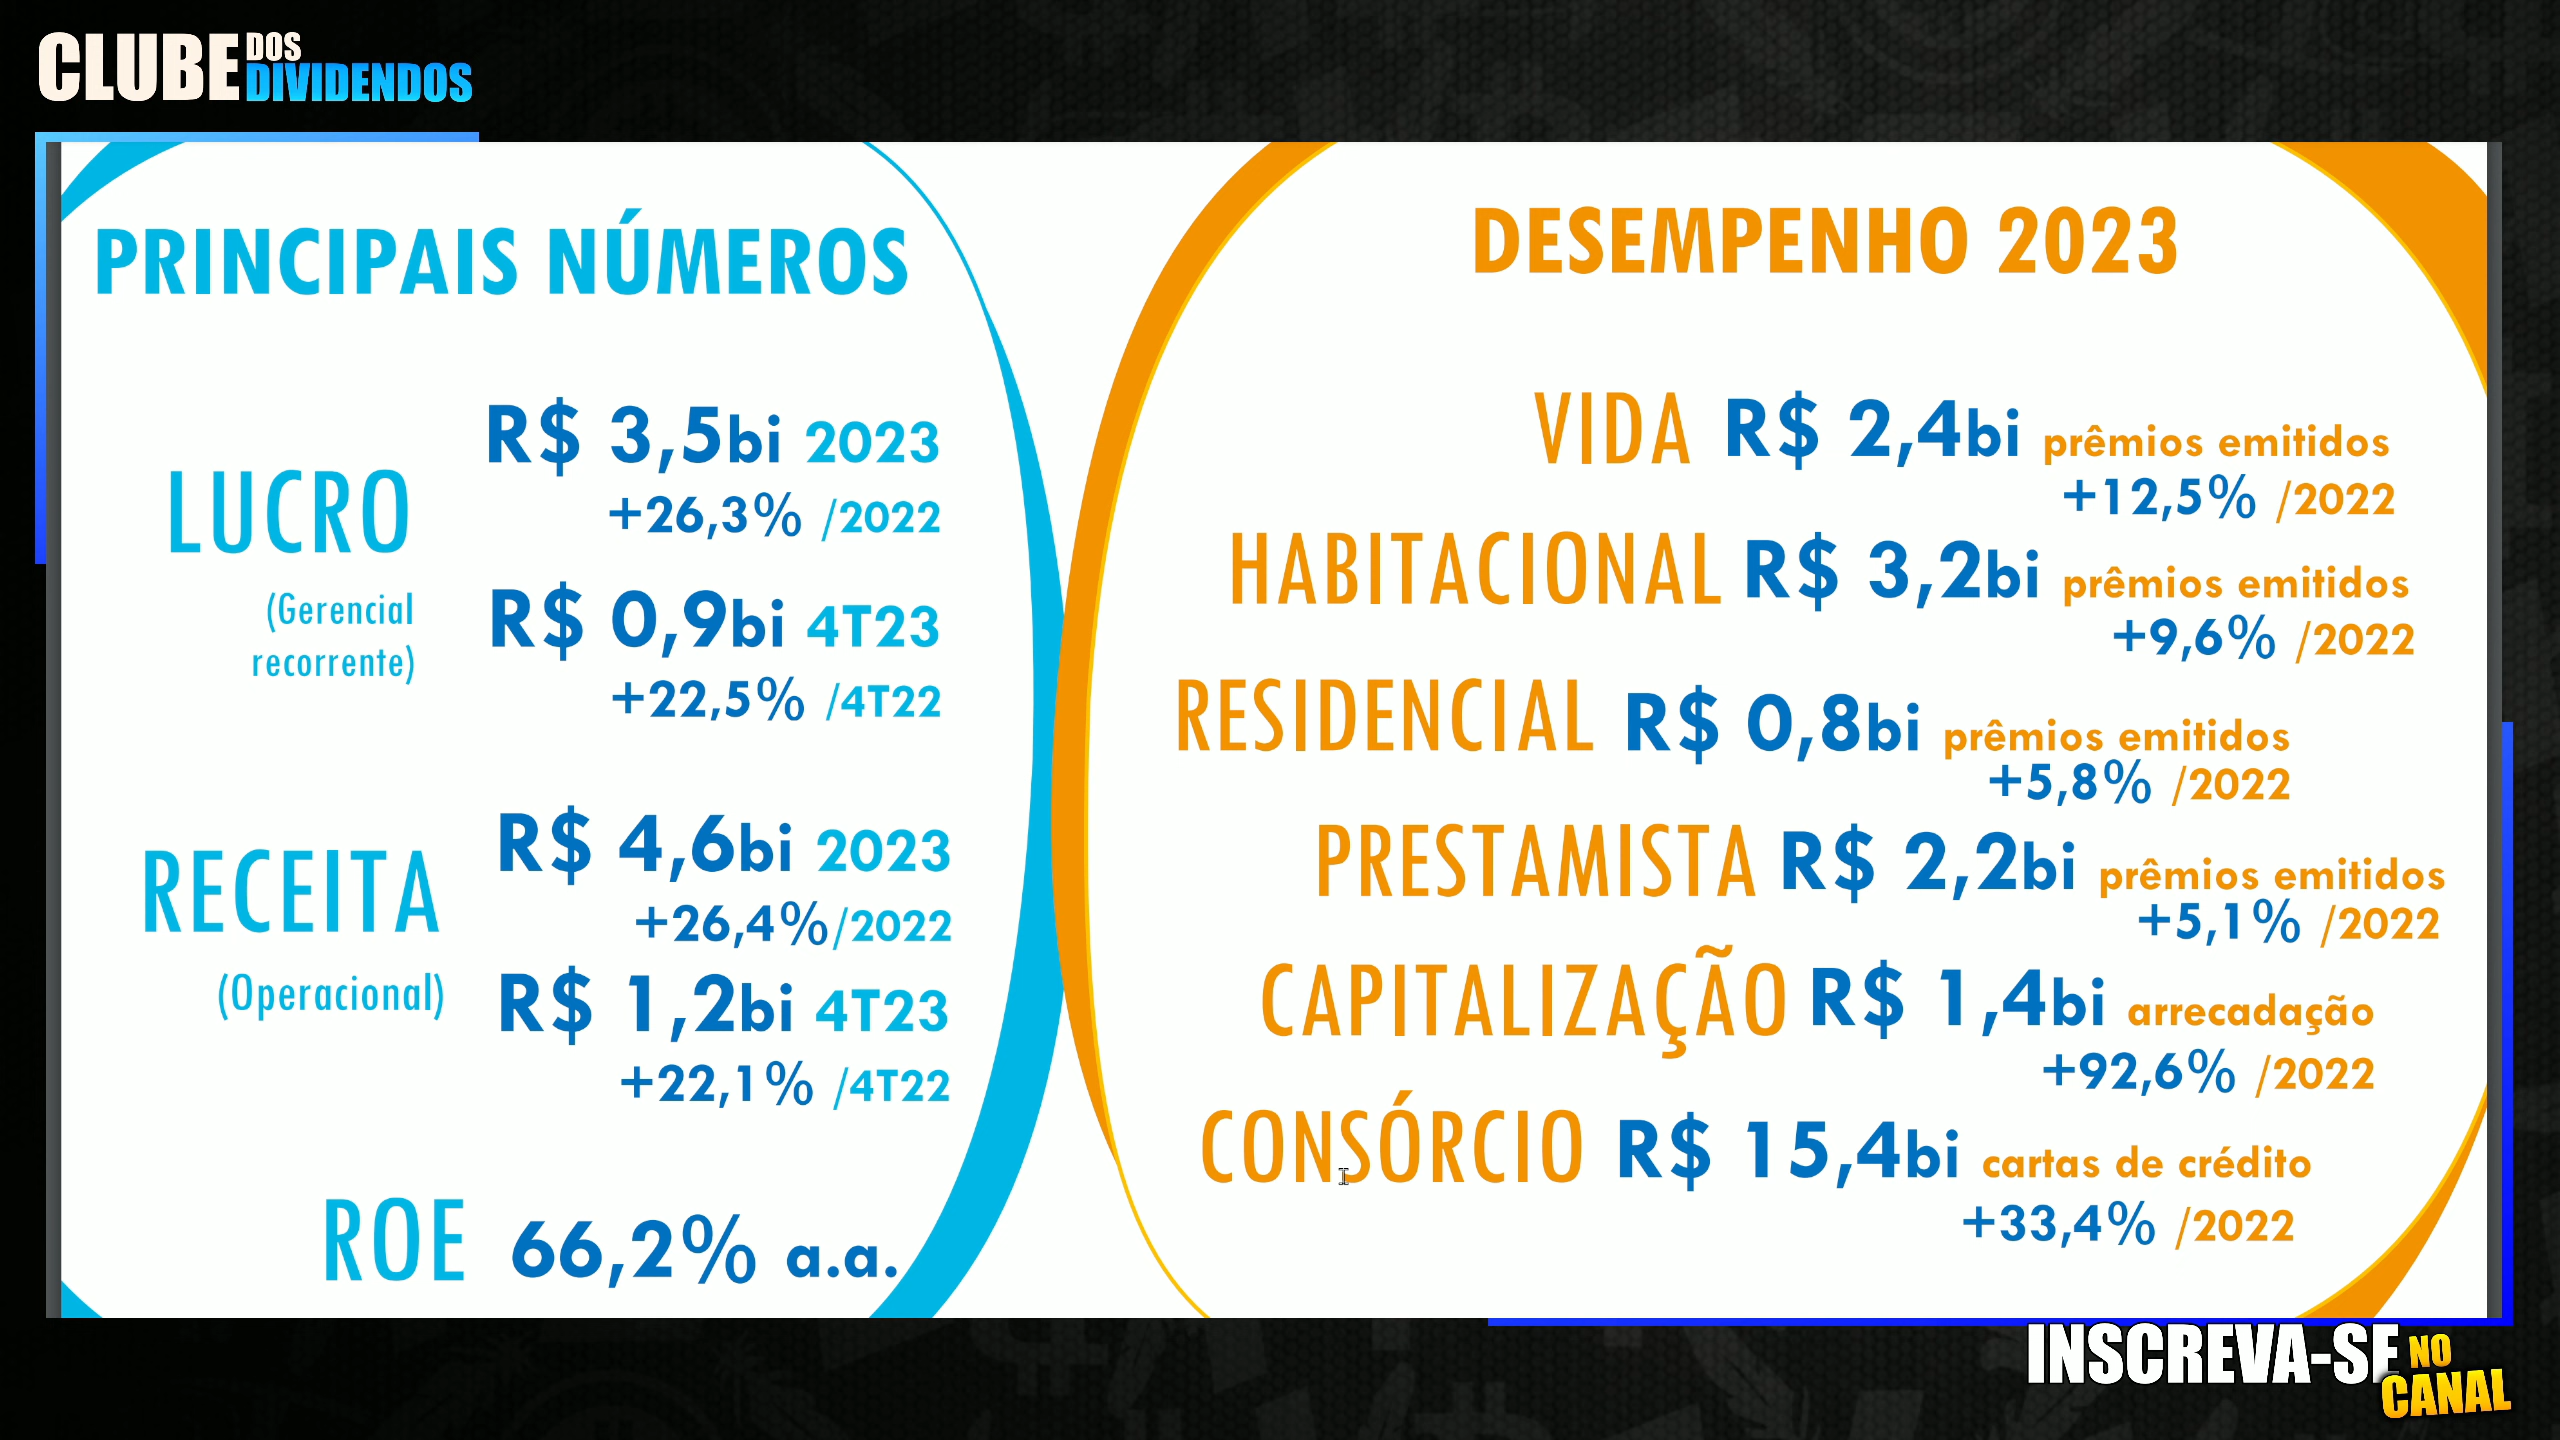 CLUBE DOS DIVIDENDOS
PRINCIPAIS NÚMEROS
LUCRO
(Gerencial
recorrente)
R$ 3,5bi 2023
+26,3% /2022
R$ 0,9bi 4T23
+22,5% /4T22
RECEITA
(Operacional)
R$ 4,6bi 2023
+26,4%/2022
R$ 1,2bi 4T23
+22,1% /4T22
ROE 66,2% a.a.
DESEMPENHO 2023
VIDA R$ 2,4bi prêmios emitidos
+12,5% /2022
HABITACIONAL R$ 3,2bi prêmios emitidos
+9,6% /2022
RESIDENCIAL R$ 0,8bi prêmios emitidos
+5,8% /2022
PRESTAMISTA R$ 2,2bi prêmios emitidos
+5,1% /2022
CAPITALIZAÇÃO R$ 1,4bi arrecadação
+92,6% /2022
CONSÓRCIO R$ 15,4bi cartas de crédito
+33,4% /2022
INSCREVA-SE NO CANAL